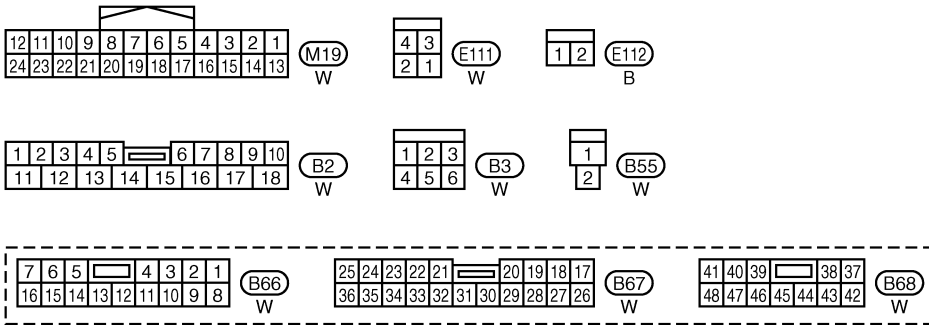 12 11 10 9 8 7 6 5 4 3 2 1
24 23 22 21 20 19 18 17 16 15 14 13
M19
W
4 3
2 1
E111
W
1 2
E112
B
1 2 3 4 5 6 7 8 9 10
11 12 13 14 15 16 17 18
B2
W
1 2 3
4 5 6
B3
W
1
2
B55
W
7 6 5 4 3 2 1
16 15 14 13 12 11 10 9 8
B66
W
25 24 23 22 21 20 19 18 17
36 35 34 33 32 31 30 29 28 27 26
B67
W
41 40 39 38 37
48 47 46 45 44 43 42
B68
W